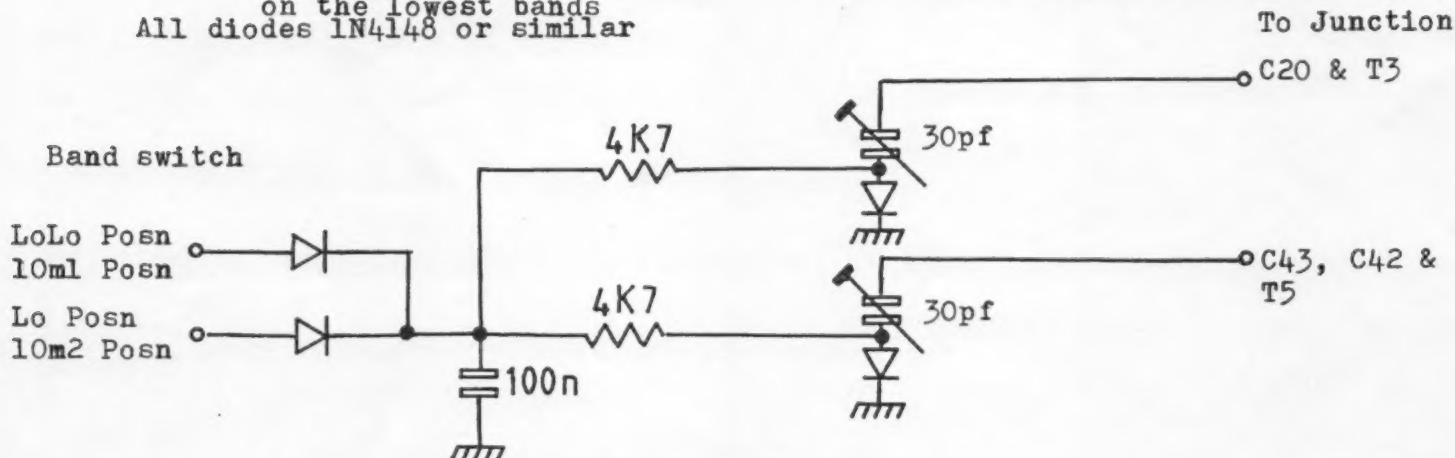 on the lowest bands
All diodes 1N4148 or similar
To Junction
C20 & T3
30pf
4K7
Band switch
LoLo Posn
10m1 Posn
C43, C42 &
T5
4K7
30pf
Lo Posn
10m2 Posn
100n